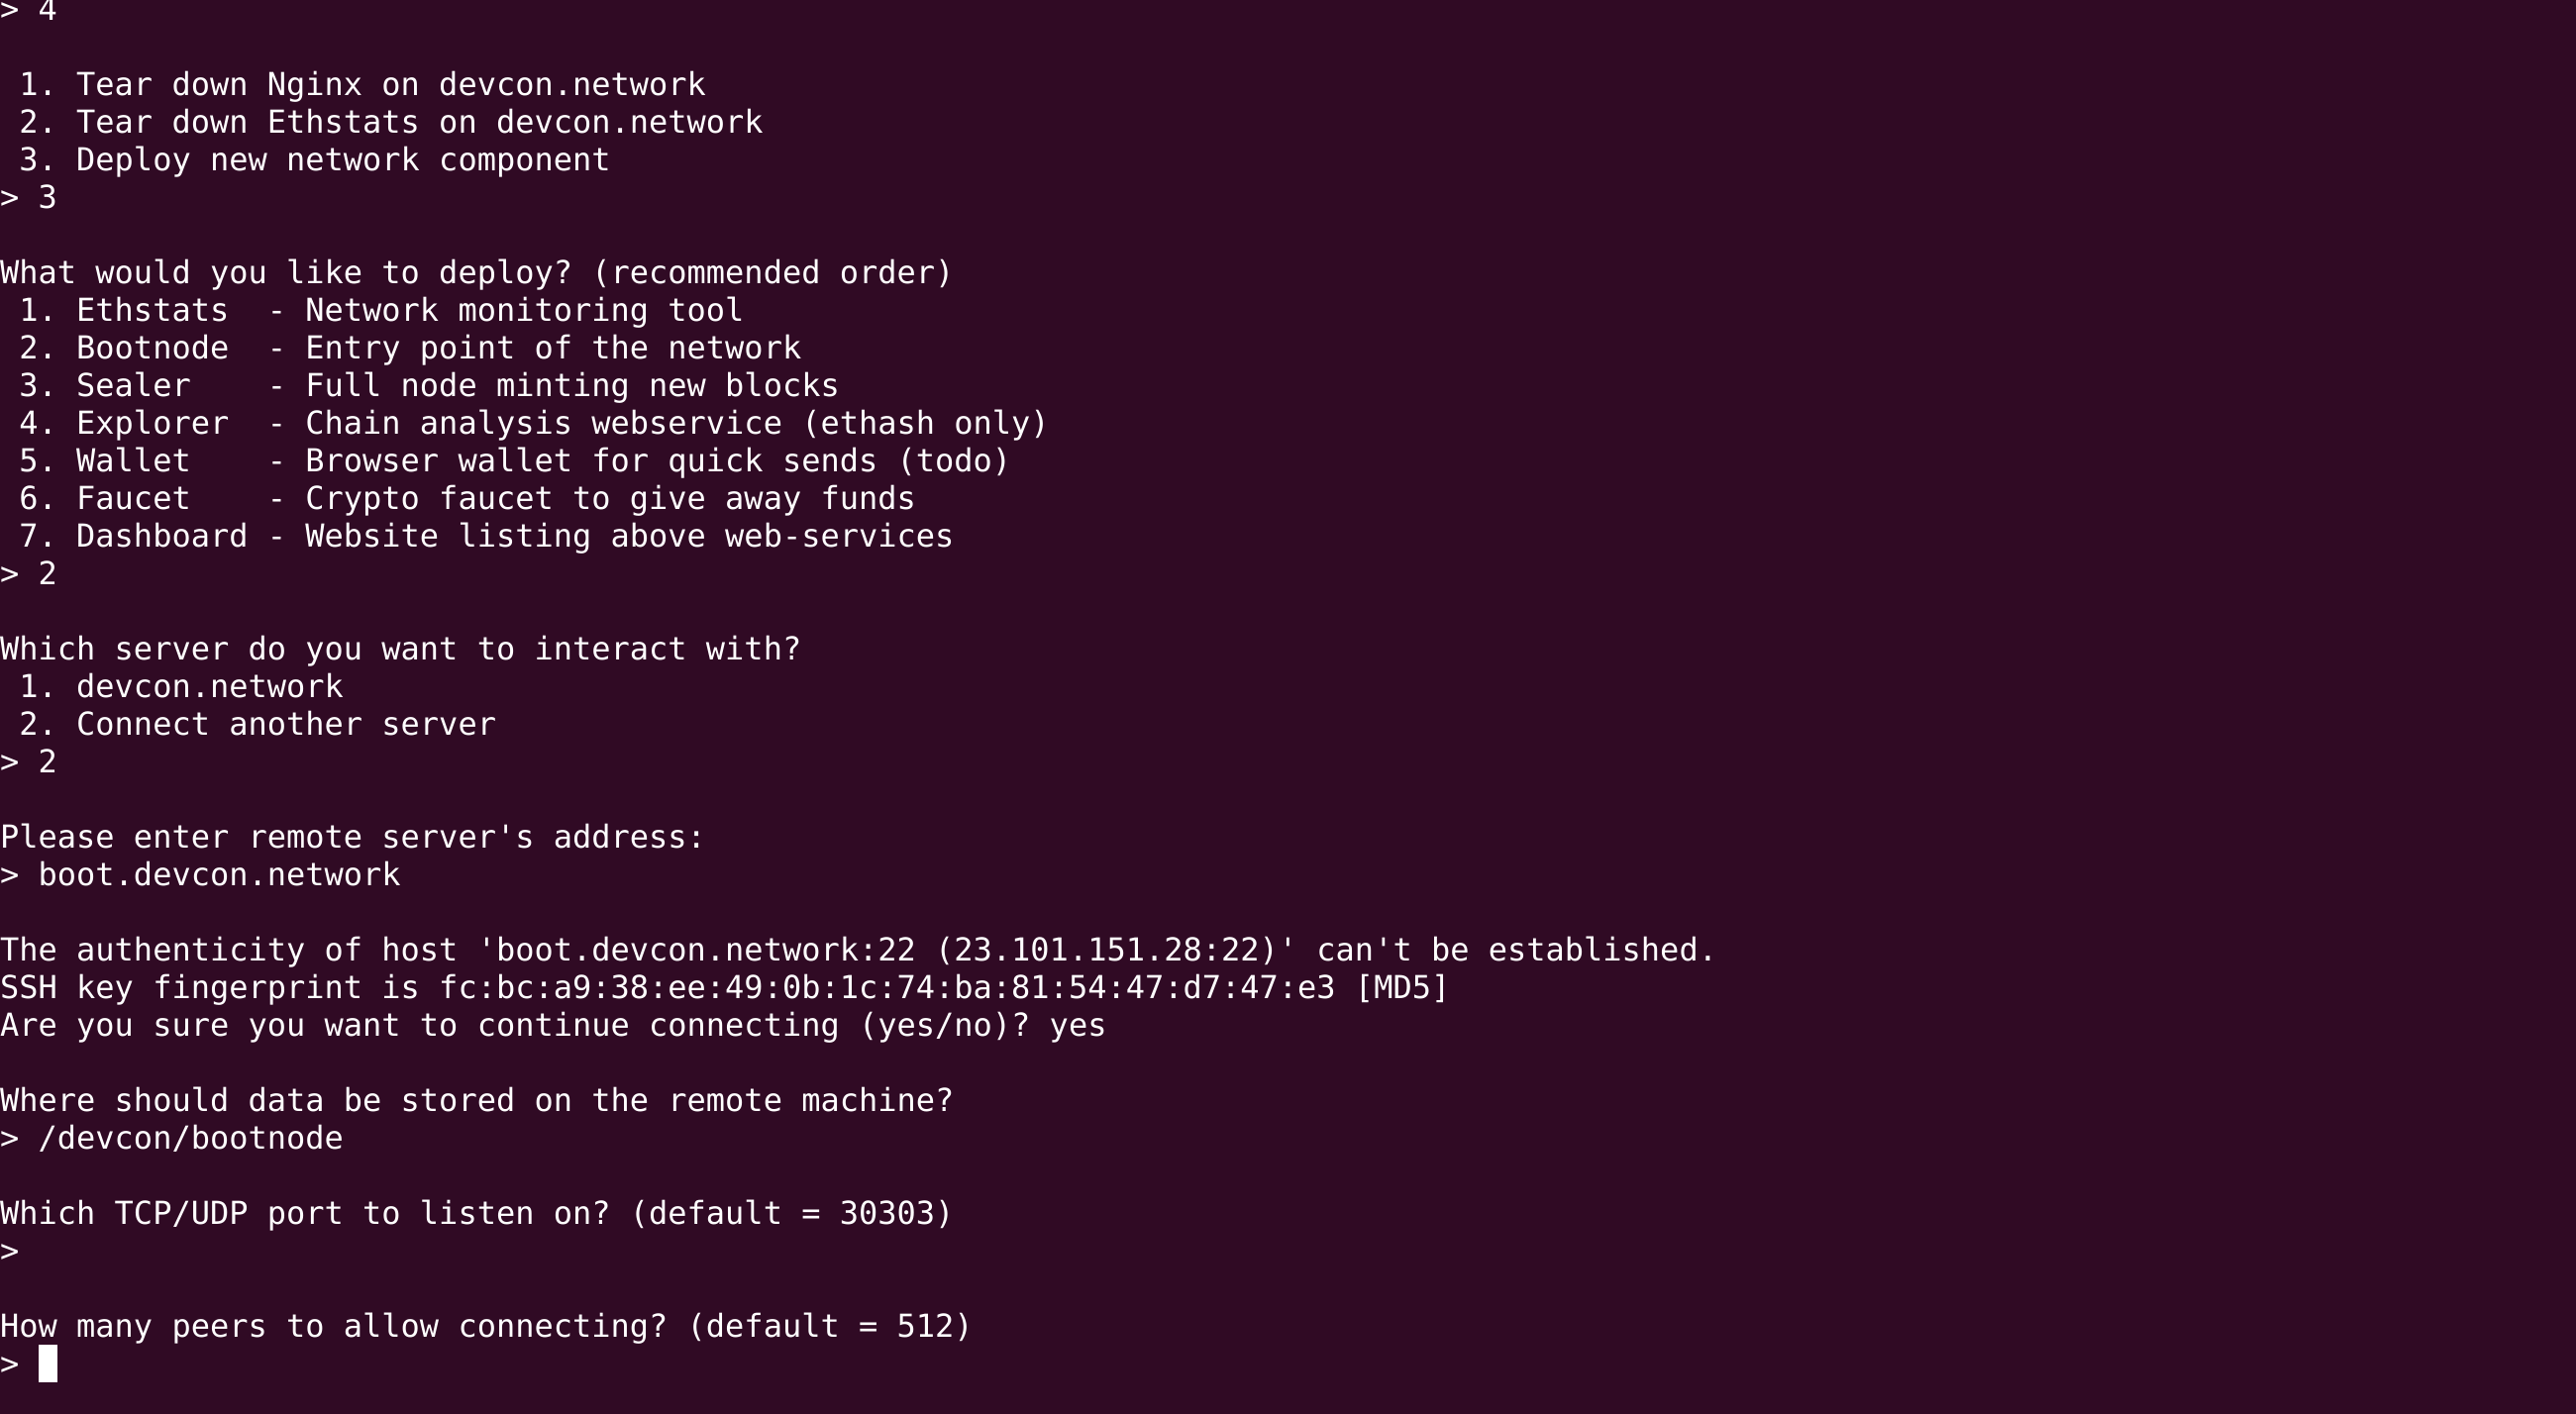 > 4
1. Tear down Nginx on devcon.network
2. Tear down Ethstats on devcon.network
3. Deploy new network component
> 3
What would you like to deploy? (recommended order)
1. Ethstats  - Network monitoring tool
2. Bootnode  - Entry point of the network
3. Sealer    - Full node minting new blocks
4. Explorer  - Chain analysis webservice (ethash only)
5. Wallet    - Browser wallet for quick sends (todo)
6. Faucet    - Crypto faucet to give away funds
7. Dashboard - Website listing above web-services
> 2
Which server do you want to interact with?
1. devcon.network
2. Connect another server
> 2
Please enter remote server's address:
> boot.devcon.network
The authenticity of host 'boot.devcon.network:22 (23.101.151.28:22)' can't be established.
SSH key fingerprint is fc:bc:a9:38:ee:49:0b:1c:74:ba:81:54:47:d7:47:e3 [MD5]
Are you sure you want to continue connecting (yes/no)? yes
Where should data be stored on the remote machine?
> /devcon/bootnode
Which TCP/UDP port to listen on? (default = 30303)
>
How many peers to allow connecting? (default = 512)
>